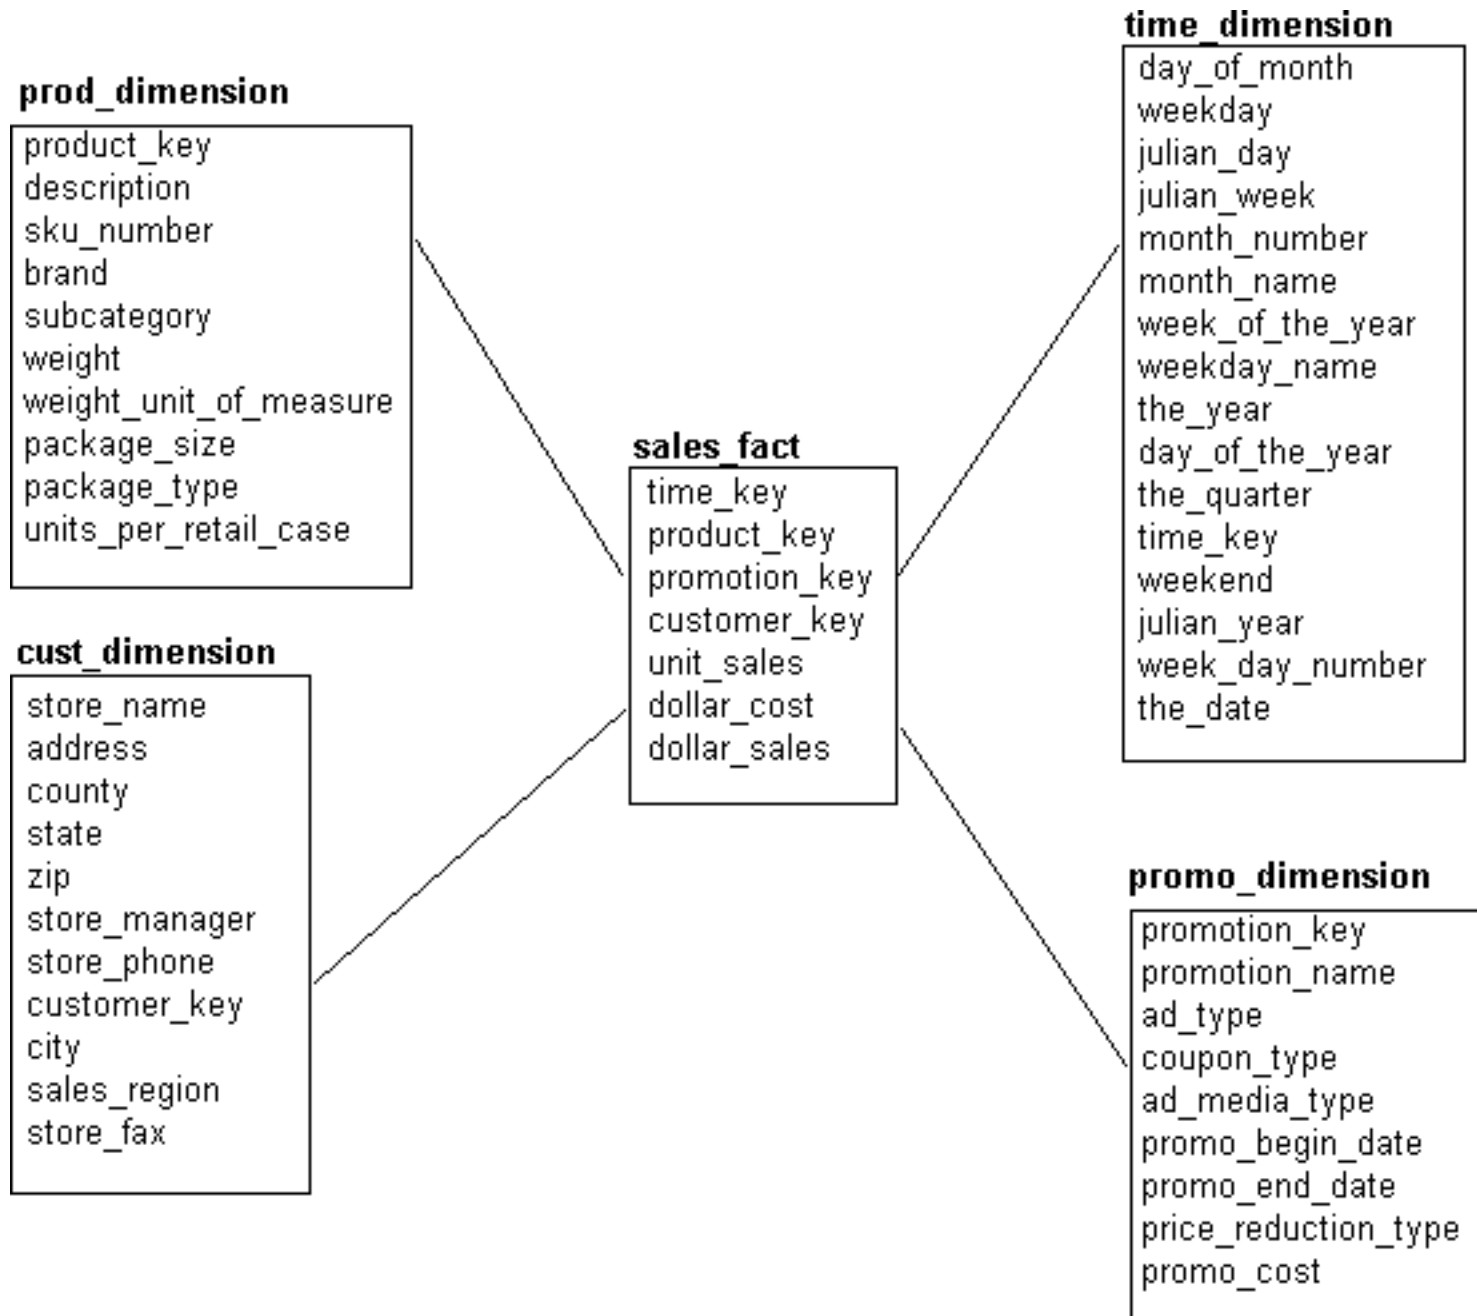 prod_dimension
product_key
description
sku_number
brand
subcategory
weight
weight_unit_of_measure
package_size
package_type
units_per_retail_case
cust_dimension
store_name
address
county
state
zip
store_manager
store_phone
customer_key
city
sales_region
store_fax
sales_fact
time_key
product_key
promotion_key
customer_key
unit_sales
dollar_cost
dollar_sales
time_dimension
day_of_month
weekday
julian_day
julian_week
month_number
month_name
week_of_the_year
weekday_name
the_year
day_of_the_year
the_quarter
time_key
weekend
julian_year
week_day_number
the_date
promo_dimension
promotion_key
promotion_name
ad_type
coupon_type
ad_media_type
promo_begin_date
promo_end_date
price_reduction_type
promo_cost